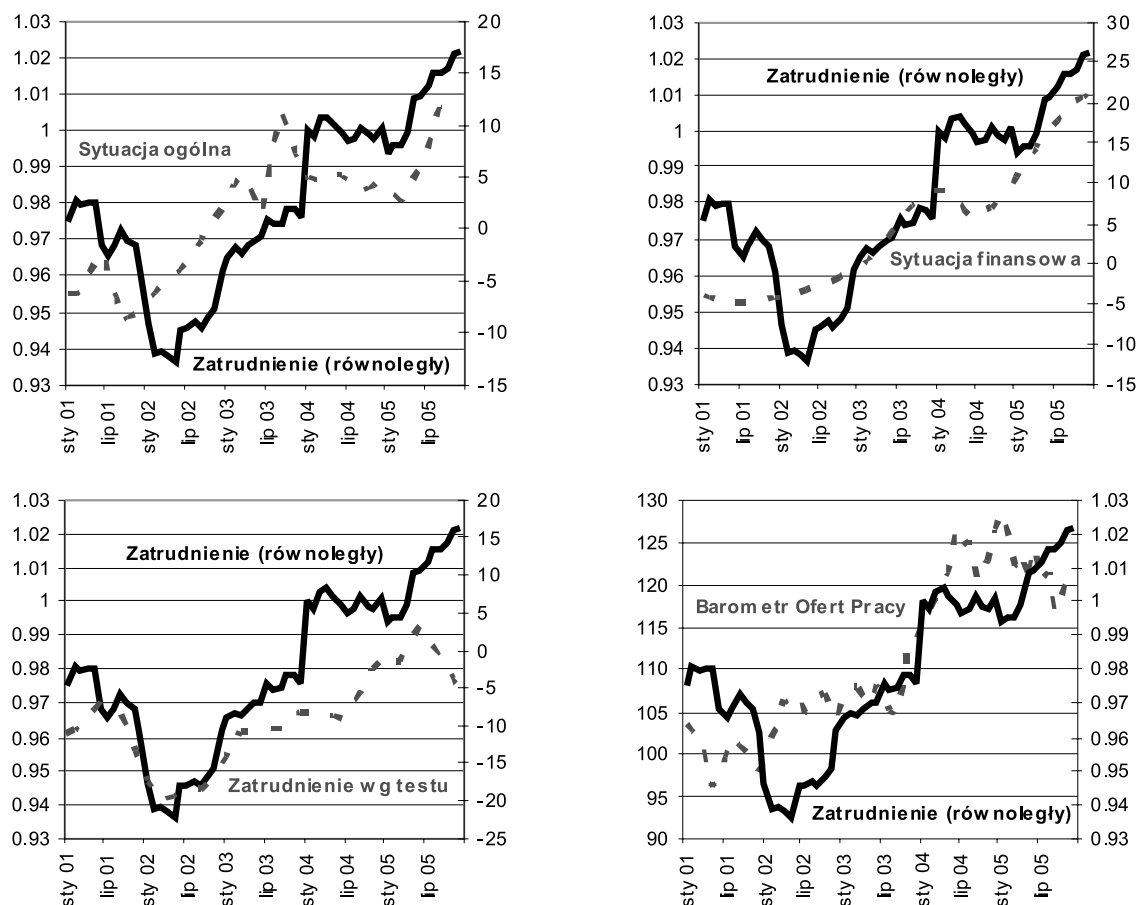 1.03
1.02
1.01
1
0.99
0.98
0.97
0.96
0.95
0.94
0.93
20
15
10
5
0
-5
-10
-15
Sytuacja ogólna
Zatrudnienie (równoległy)
sty 01
lip 01
sty 02
lip 02
sty 03
lip 03
sty 04
lip 04
sty 05
lip 05
1.03
1.02
1.01
1
0.99
0.98
0.97
0.96
0.95
0.94
0.93
30
25
20
15
10
5
0
-5
-10
-15
Zatrudnienie (równoległy)
Sytuacja finansowa
sty 01
lip 01
sty 02
lip 02
sty 03
lip 03
sty 04
lip 04
sty 05
lip 05
1.03
1.02
1.01
1
0.99
0.98
0.97
0.96
0.95
0.94
0.93
20
15
10
5
0
-5
-10
-15
-20
-25
Zatrudnienie (równoległy)
Zatrudnienie wg testu
sty 01
lip 01
sty 02
lip 02
sty 03
lip 03
sty 04
lip 04
sty 05
lip 05
130
125
120
115
110
105
100
95
90
1.03
1.02
1.01
1
0.99
0.98
0.97
0.96
0.95
0.94
0.93
Barometr Ofert Pracy
Zatrudnienie (równoległy)
sty 01
lip 01
sty 02
lip 02
sty 03
lip 03
sty 04
lip 04
sty 05
lip 05